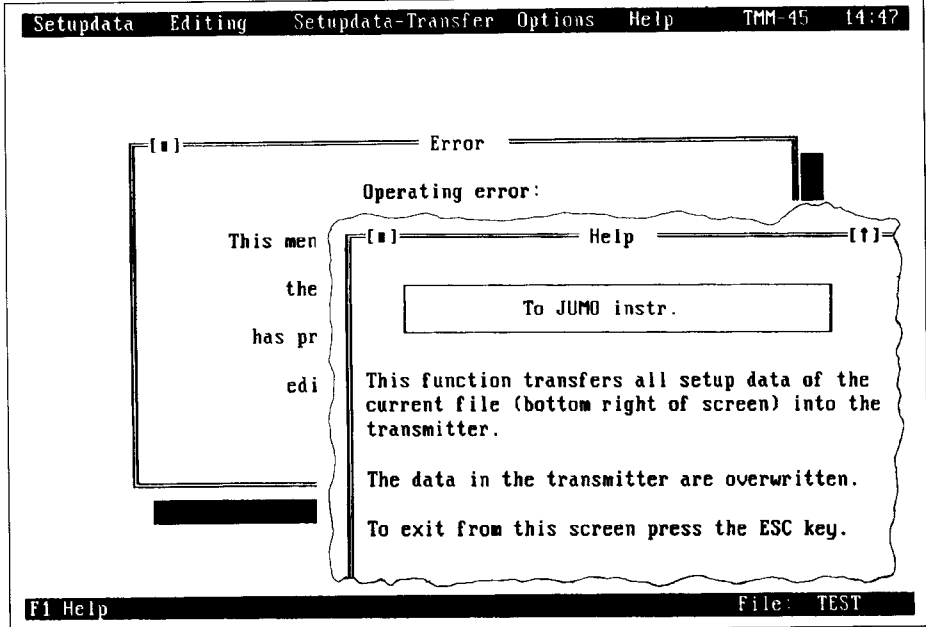 Setupdata Editing Setupdata-Transfer Options Help TMM-45 14:47
[■] Error
Operating error:
This men
the
has pr
edi
[■] Help [↑]
To JUMO instr.
This function transfers all setup data of the
current file (bottom right of screen) into the
transmitter.
The data in the transmitter are overwritten.
To exit from this screen press the ESC key.
F1 Help File: TEST